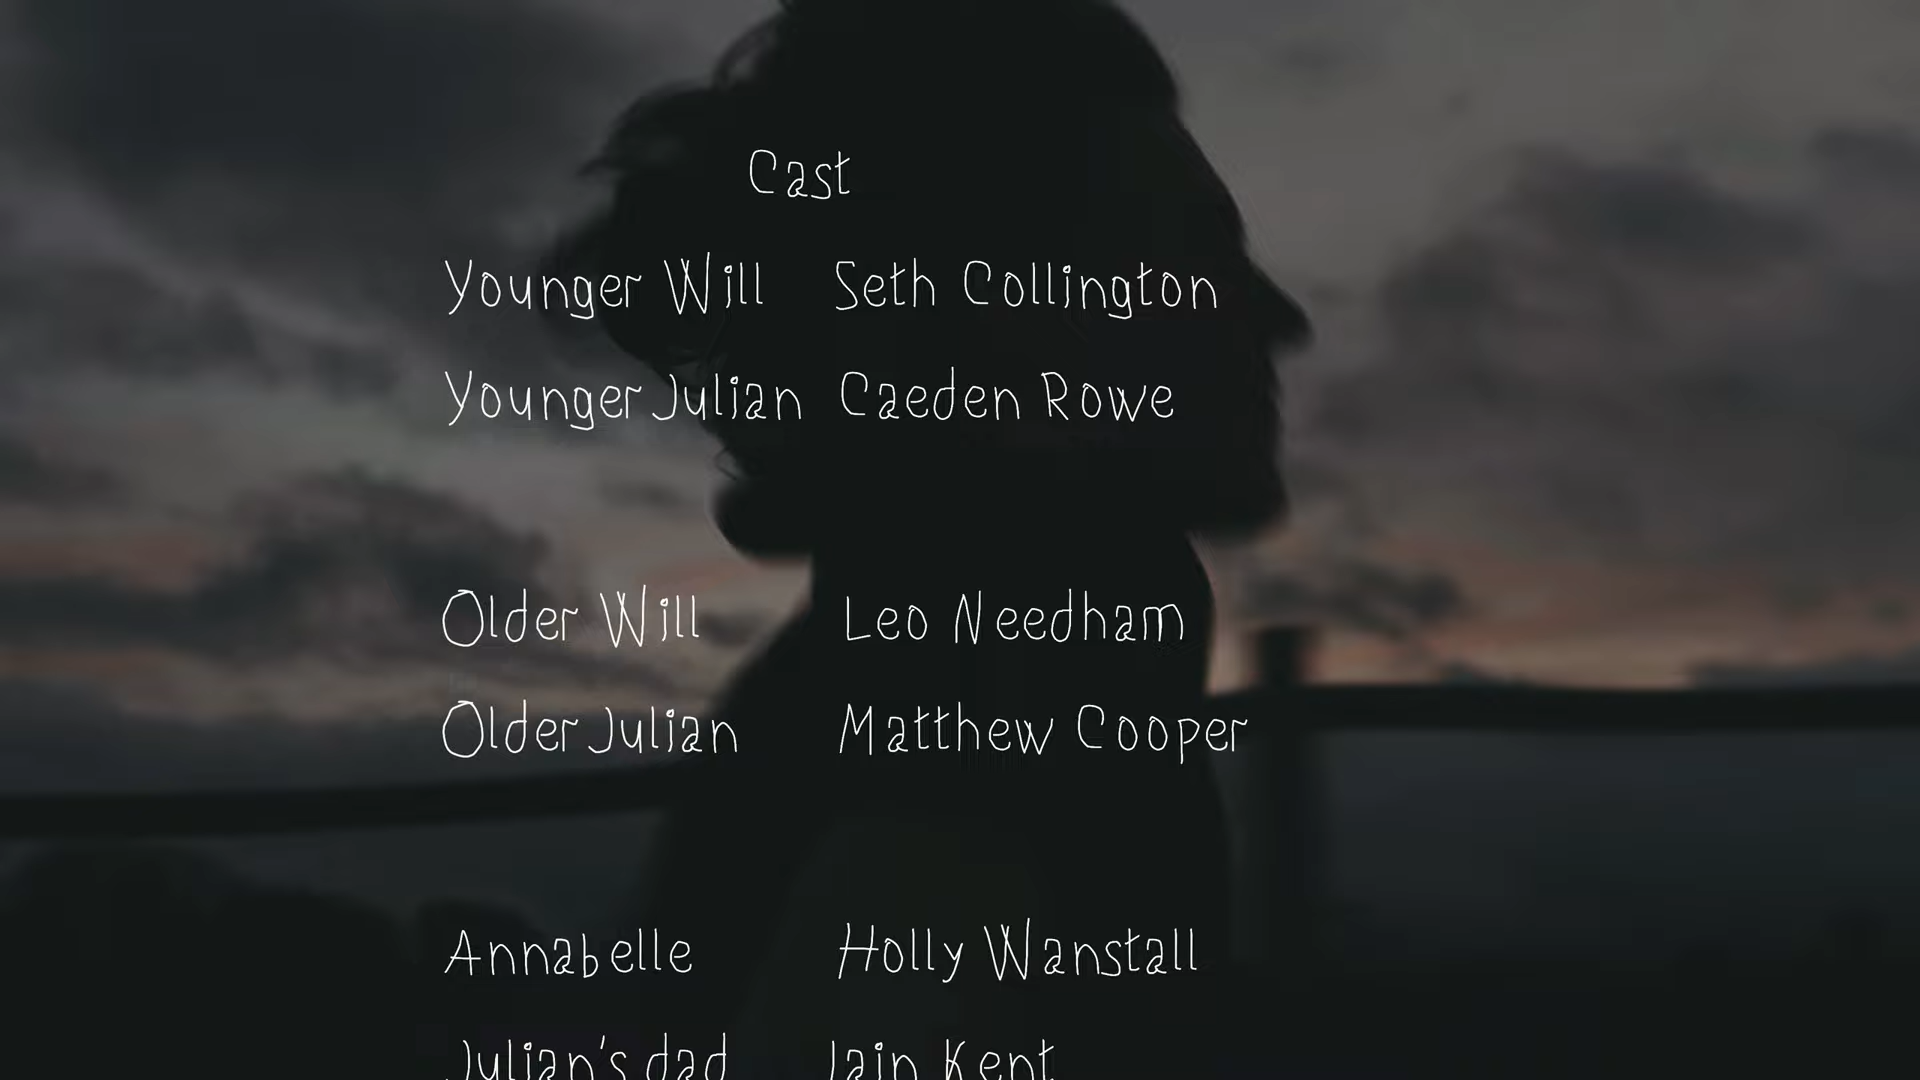 Cast
Younger Will Seth Collington
Younger Julian Caeden Rowe
Older Will Leo Needham
Older Julian Matthew Cooper
Annabelle Holly Wanstall
Julian's dad Iain Kent